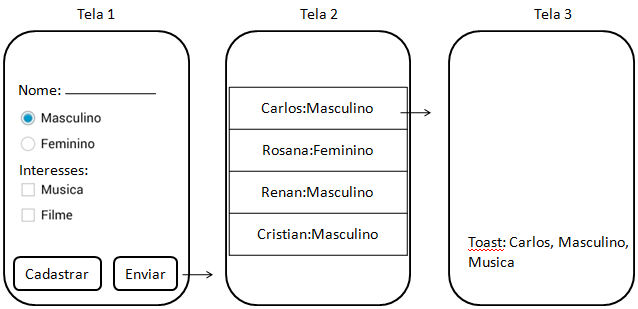 Tela 1
Nome:
Masculino
Feminino
Interesses:
Musica
Filme
Cadastrar
Enviar
Tela 2
Carlos:Masculino
Rosana:Feminino
Renan:Masculino
Cristian:Masculino
Tela 3
Toast: Carlos, Masculino,
Musica